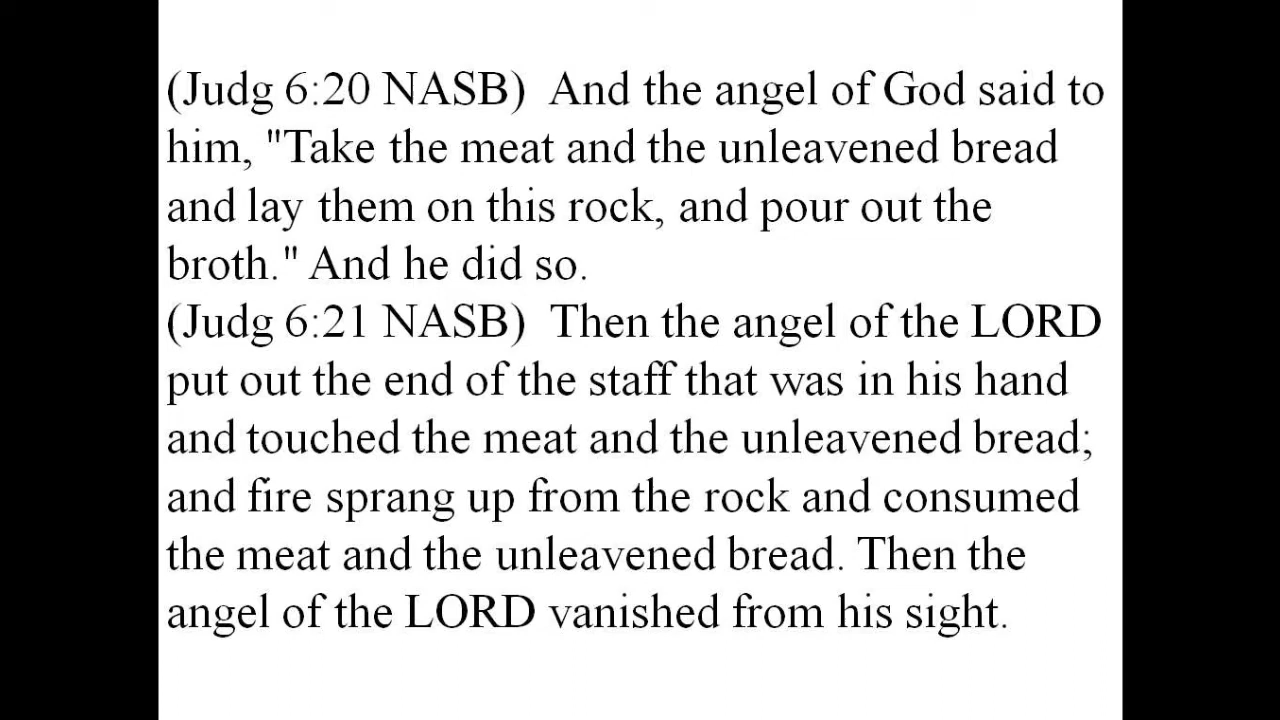 (Judg 6:20 NASB)  And the angel of God said to
him, "Take the meat and the unleavened bread
and lay them on this rock, and pour out the
broth." And he did so.
(Judg 6:21 NASB)  Then the angel of the LORD
put out the end of the staff that was in his hand
and touched the meat and the unleavened bread;
and fire sprang up from the rock and consumed
the meat and the unleavened bread. Then the
angel of the LORD vanished from his sight.